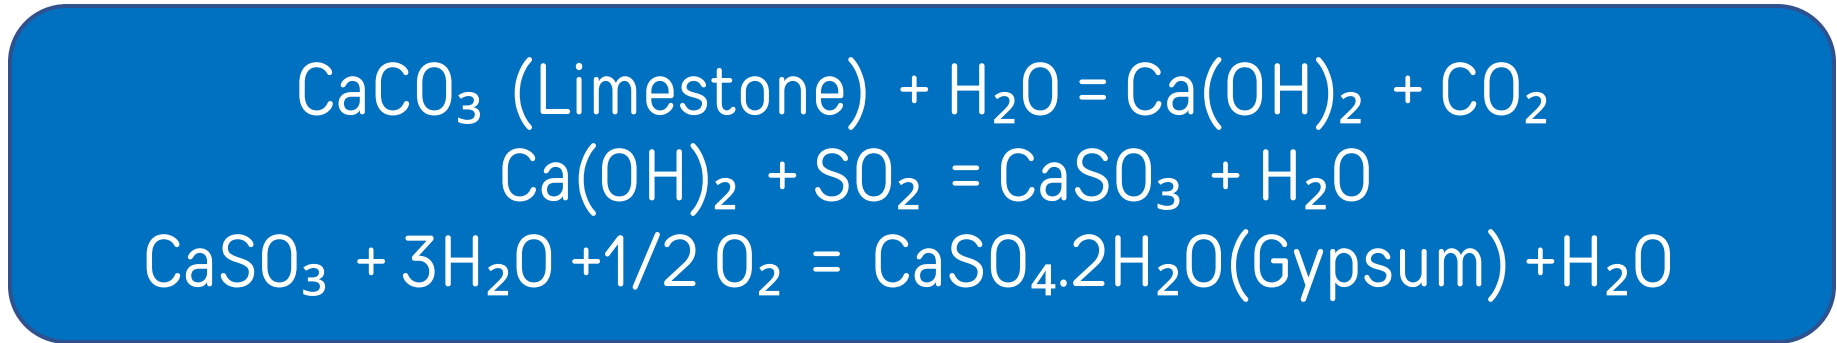 CaCO₃ (Limestone) + H₂O = Ca(OH)₂ + CO₂
Ca(OH)₂ + SO₂ = CaSO₃ + H₂O
CaSO₃ + 3H₂O +1/2 O₂ = CaSO₄.2H₂O(Gypsum) +H₂O